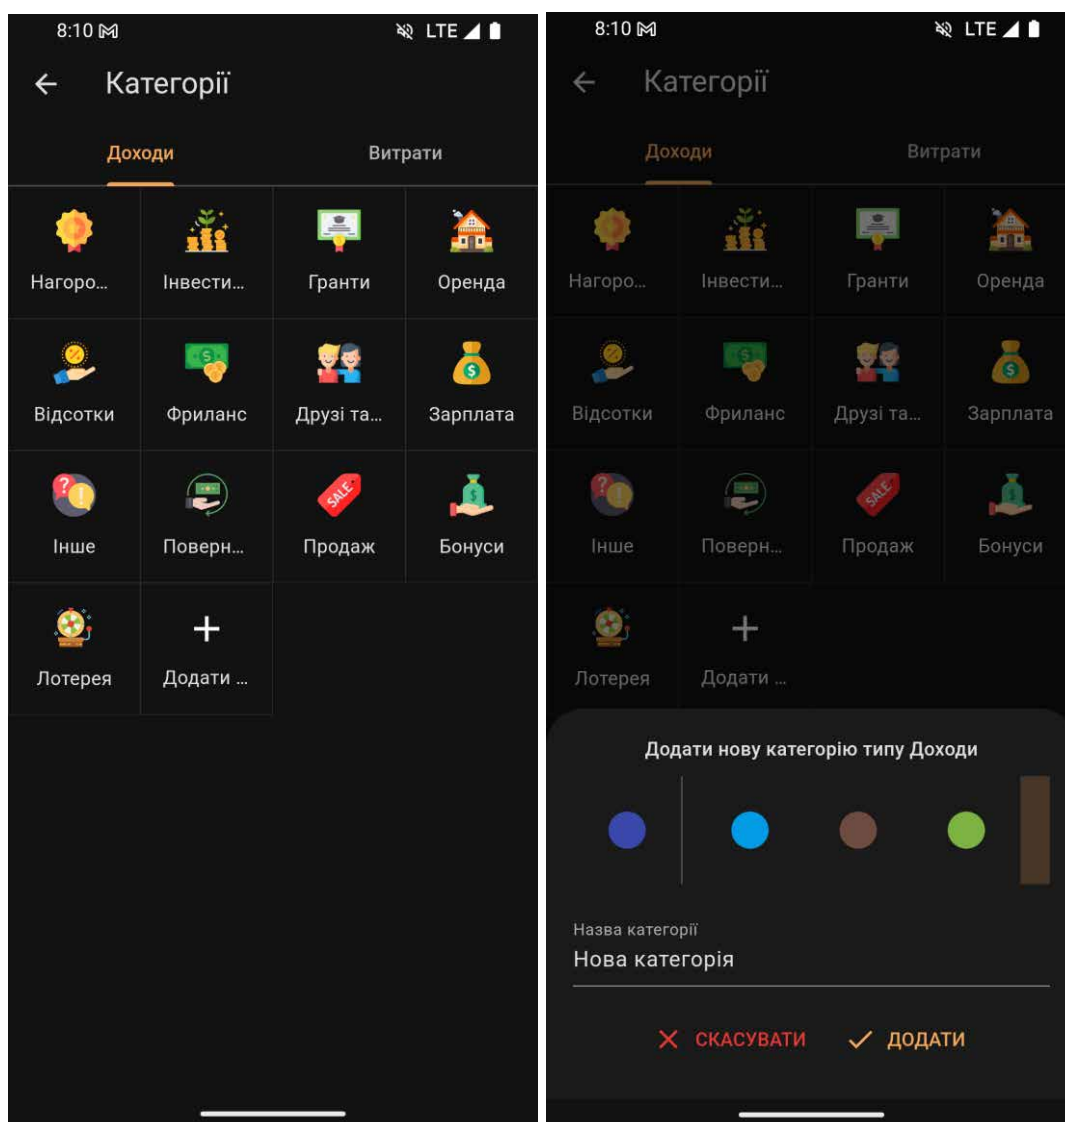 8:10 LTE
Категорії
Доходи Витрати
Нагоро... Інвести... Гранти Оренда
Відсотки Фриланс Друзі та... Зарплата
SALE
Інше Поверн... Продаж Бонуси
Лотерея Додати ...
8:10 LTE
Категорії
Доходи Витрати
Нагоро... Інвести... Гранти Оренда
Відсотки Фриланс Друзі та... Зарплата
SALE
Інше Поверн... Продаж Бонуси
Лотерея Додати ...
Додати нову категорію типу Доходи
Назва категорії
Нова категорія
СКАСУВАТИ ДОДАТИ